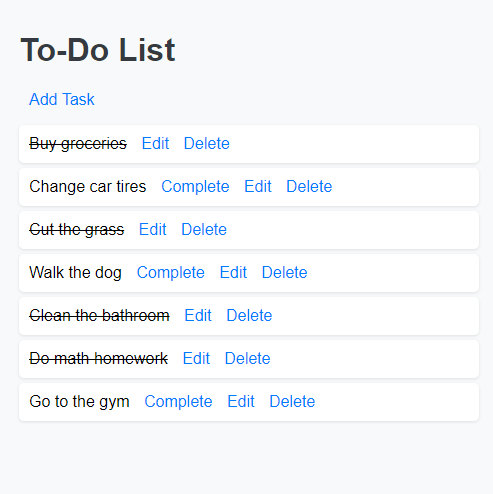 To-Do List
Add Task
Buy groceries Edit Delete
Change car tires Complete Edit Delete
Cut the grass Edit Delete
Walk the dog Complete Edit Delete
Clean the bathroom Edit Delete
Do math homework Edit Delete
Go to the gym Complete Edit Delete